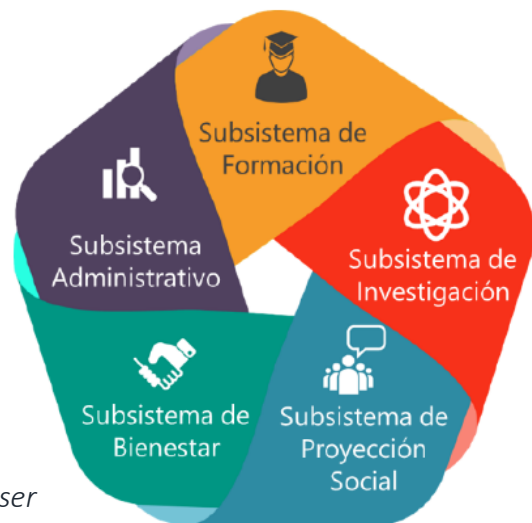 Subsistema de
Formación
Subsistema
Administrativo
Subsistema de
Investigación
Subsistema de
Bienestar
Subsistema de
Proyección
Social
ser